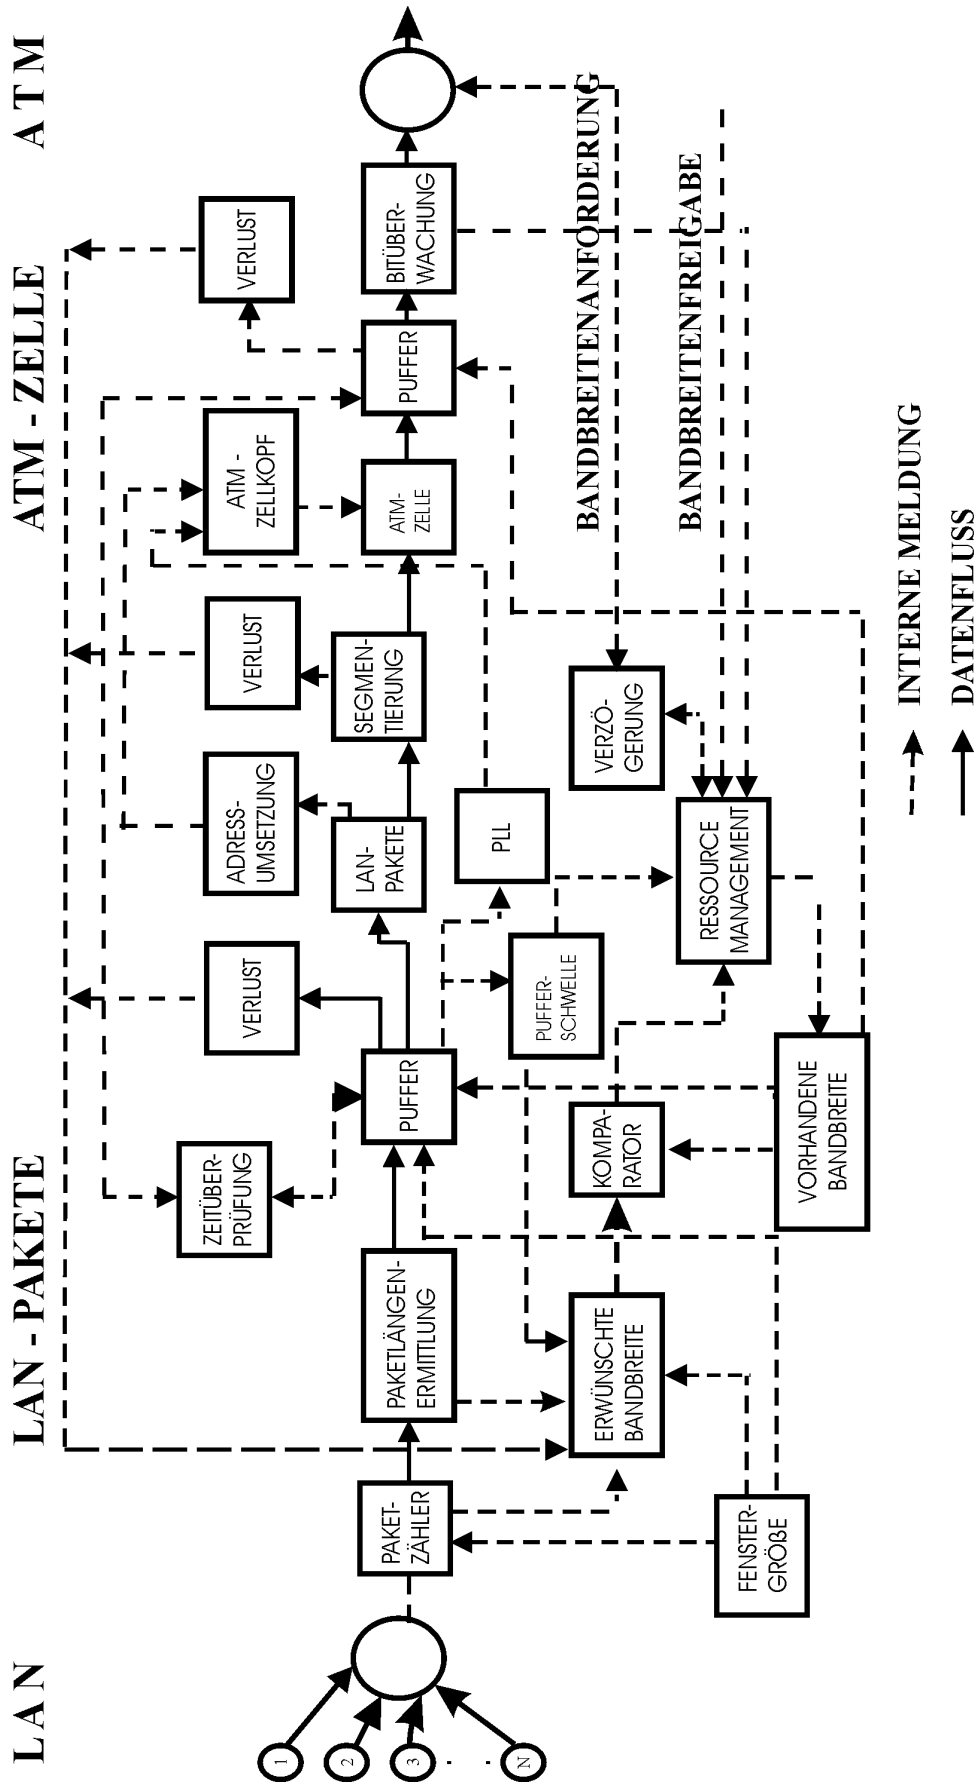 LAN
LAN - PAKETE
ATM - ZELLE
ATM
VERLUST
VERLUST
VERLUST
ZEITÜBER-
PRÜFUNG
ADRESS-
UMSETZUNG
ATM -
ZELLKOPF
1
2
3
. .
N
PAKET-
ZÄHLER
PAKETLÄNGEN-
ERMITTLUNG
PUFFER
LAN-
PAKETE
SEGMEN-
TIERUNG
ATM-
ZELLE
PUFFER
BITÜBER-
WACHUNG
PUFFER-
SCHWELLE
PLL
ERWÜNSCHTE
BANDBREITE
KOMPA-
RATOR
VERZÖ-
GERUNG
BANDBREITENANFORDERUNG
RESSOURCE
MANAGEMENT
BANDBREITENFREIGABE
FENSTER-
GRÖßE
VORHANDENE
BANDBREITE
INTERNE MELDUNG
DATENFLUSS